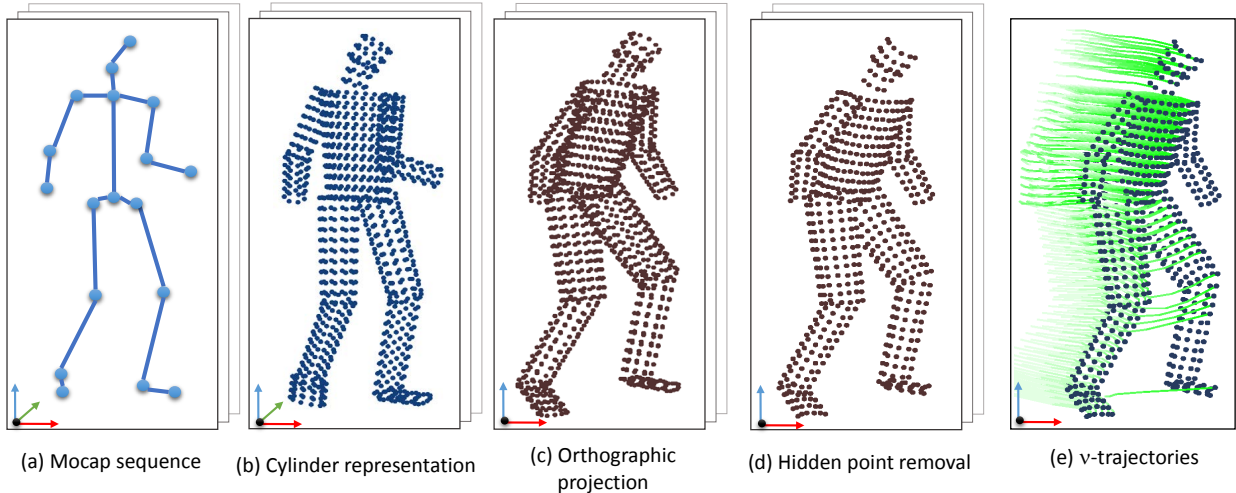 (a) Mocap sequence
(b) Cylinder representation
(c) Orthographic
projection
(d) Hidden point removal
(e) ν-trajectories